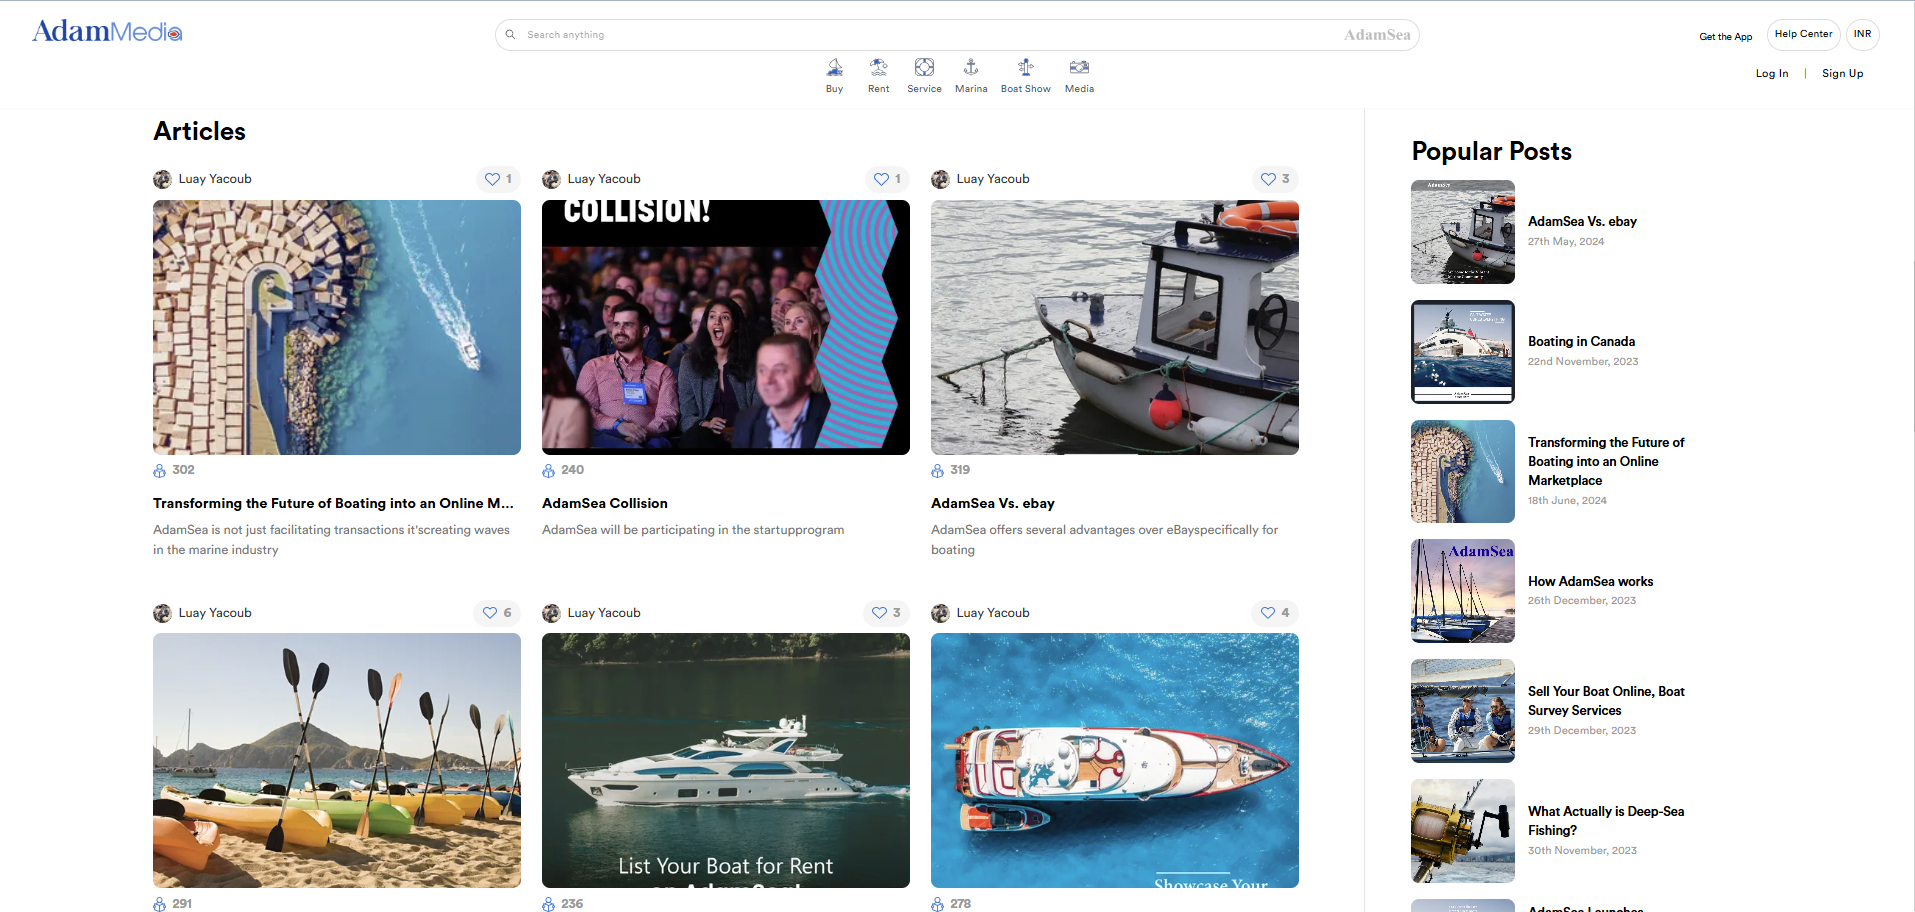 AdamMedia
Search anything
AdamSea
Get the App
Help Center
INR
Buy
Rent
Service
Marina
Boat Show
Media
Log In | Sign Up
Articles
Luay Yacoub
1
Luay Yacoub
1
Luay Yacoub
3
COLLISION!
302
240
319
Transforming the Future of Boating into an Online M...
AdamSea is not just facilitating transactions it'screating waves
in the marine industry
AdamSea Collision
AdamSea will be participating in the startupprogram
AdamSea Vs. ebay
AdamSea offers several advantages over eBayspecifically for
boating
Luay Yacoub
6
Luay Yacoub
3
Luay Yacoub
4
List Your Boat for Rent
on AdamSea!
Showcase Your
291
236
278
Popular Posts
AdamSea
AdamSea Vs. ebay
27th May, 2024
Boating in Canada
22nd November, 2023
Transforming the Future of
Boating into an Online
Marketplace
18th June, 2024
AdamSea
How AdamSea works
26th December, 2023
Sell Your Boat Online, Boat
Survey Services
29th December, 2023
What Actually is Deep-Sea
Fishing?
30th November, 2023
AdamSea Launches